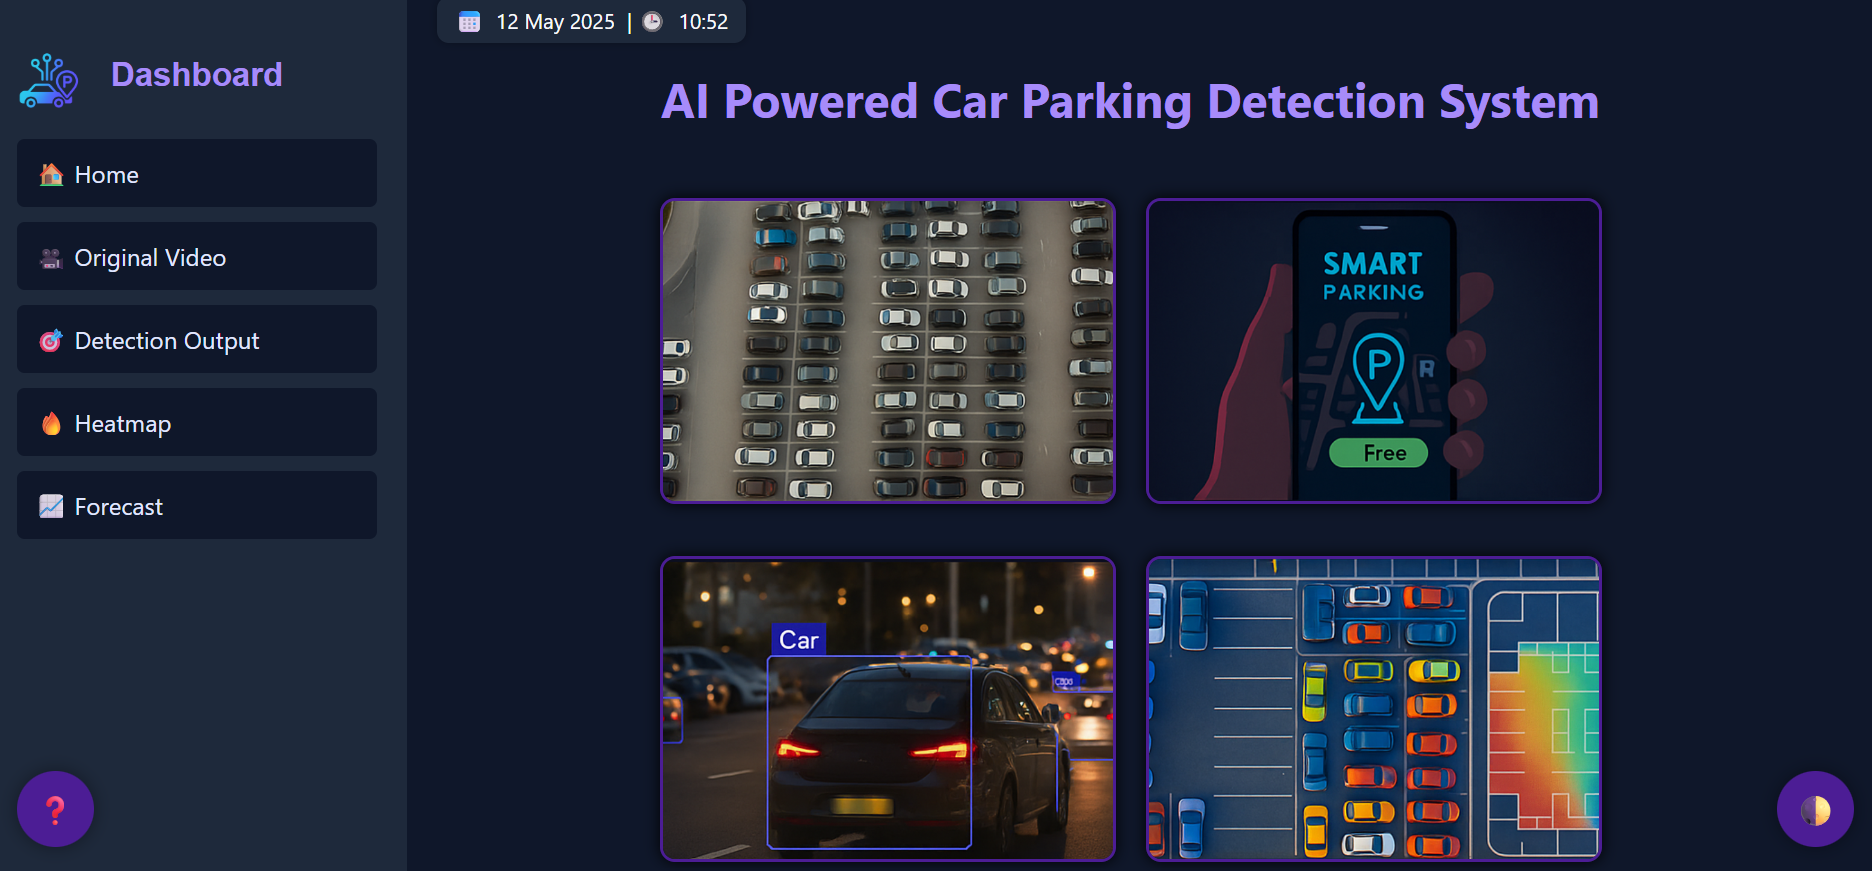 12 May 2025 | 10:52
Dashboard
Home
Original Video
Detection Output
Heatmap
Forecast
AI Powered Car Parking Detection System
SMART
PARKING
P
R
Free
Car